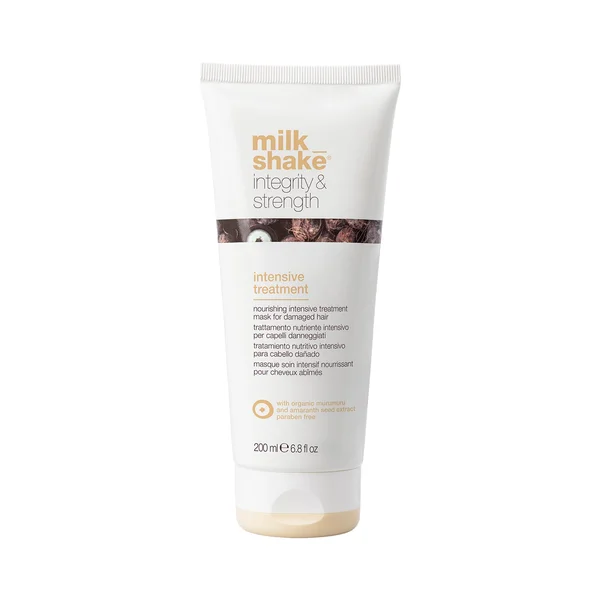 milk_
shake®
integrity &
strength
intensive
treatment
nourishing intensive treatment
mask for damaged hair
trattamento nutriente intensivo
per capelli danneggiati
tratamiento nutritivo intensivo
para cabello dañado
masque soin intensif nourrissant
pour cheveux abîmés
with organic muru muru
and amaranth seed extract
paraben free
200 ml ℮ 6.8 fl oz